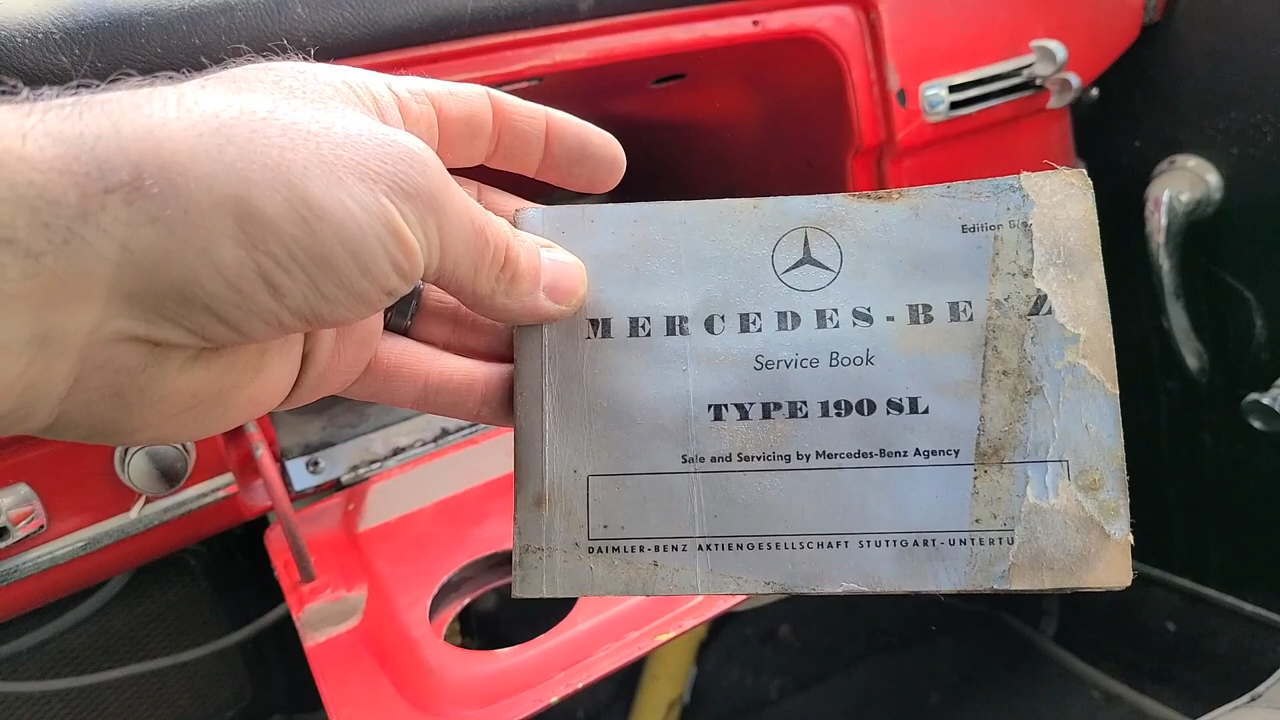 Edition B
MERCEDES-BE Z
Service Book
TYPE 190 SL
Sale and Servicing by Mercedes-Benz Agency
DAIMLER-BENZ AKTIENGESELLSCHAFT STUTTGART-UNTERTU